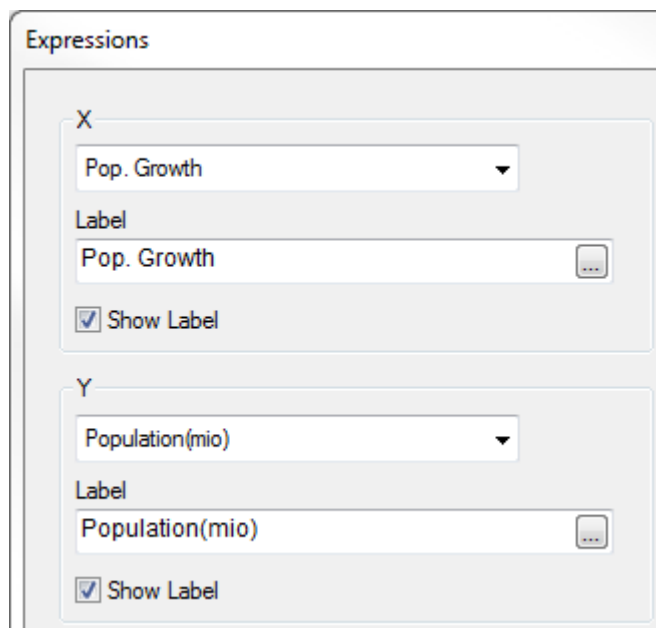 Expressions
X
Pop. Growth
Label
Pop. Growth
...
Show Label
Y
Population(mio)
Label
Population(mio)
...
Show Label